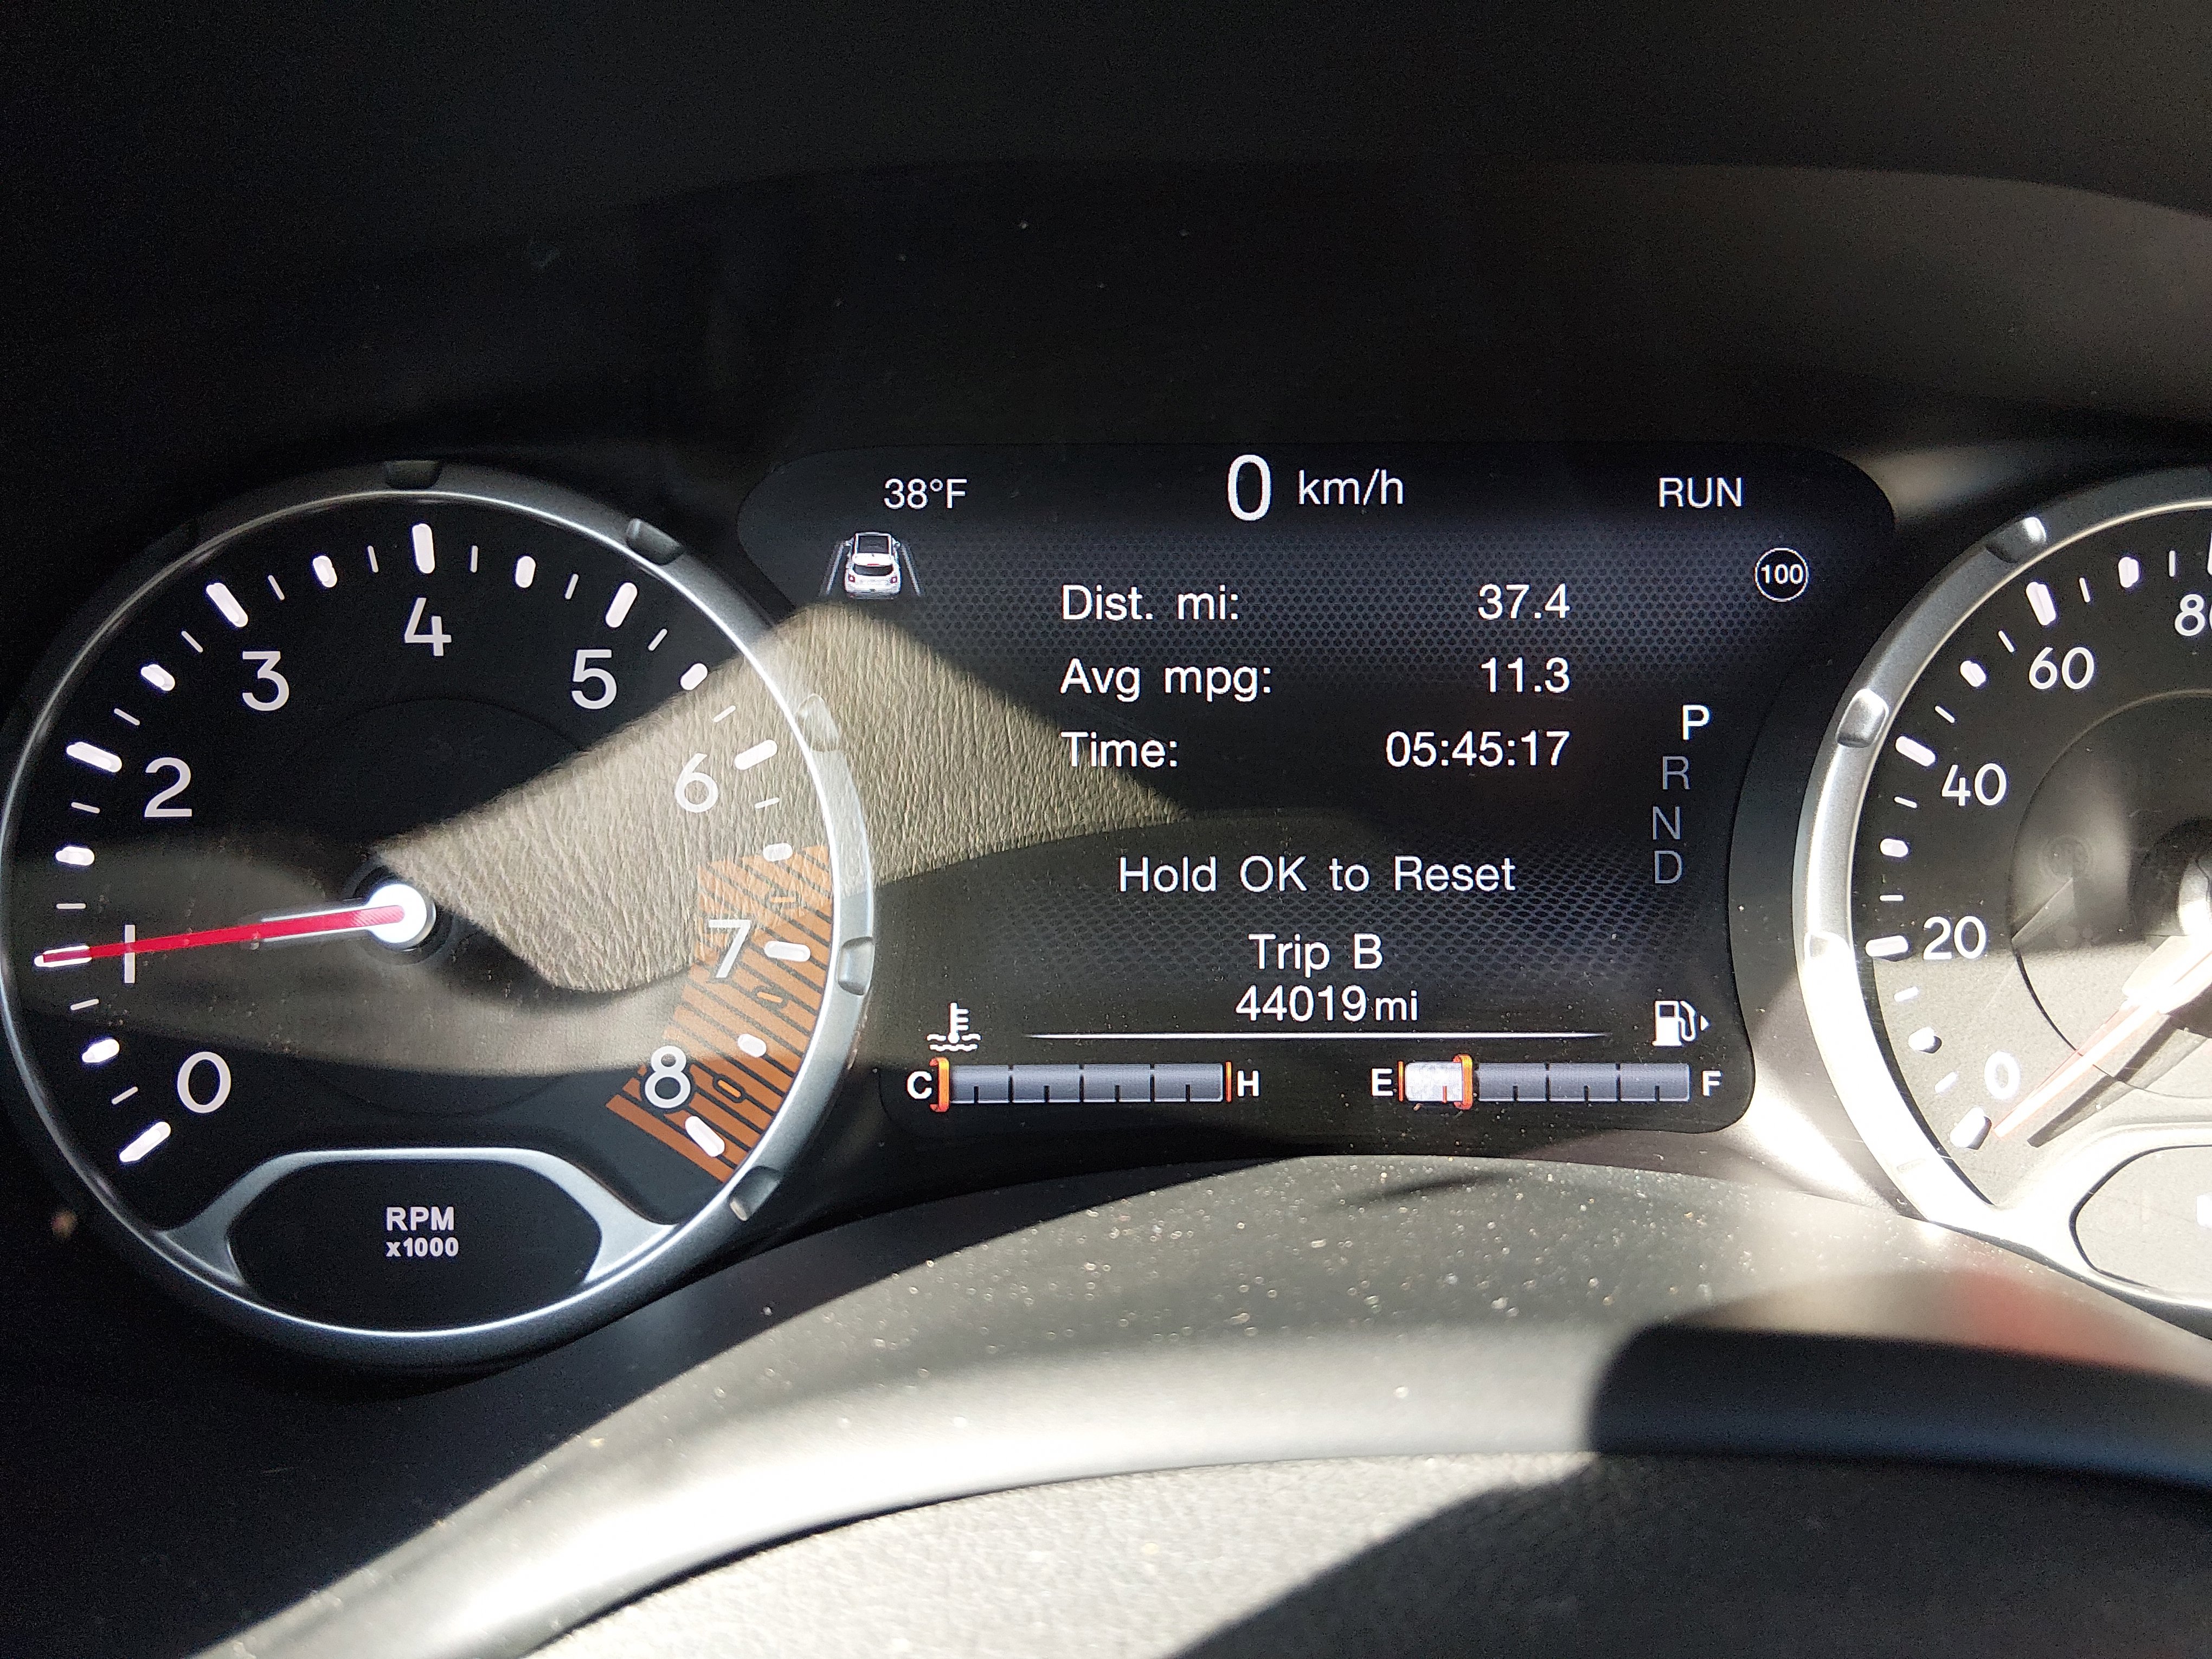 38°F 0 km/h RUN
100
Dist. mi: 37.4
Avg mpg: 11.3
Time: 05:45:17
P
R
N
D
Hold OK to Reset
Trip B
44019 mi
C H E F
0
1
2
3
4
5
6
7
8
RPM
x1000
0
20
40
60